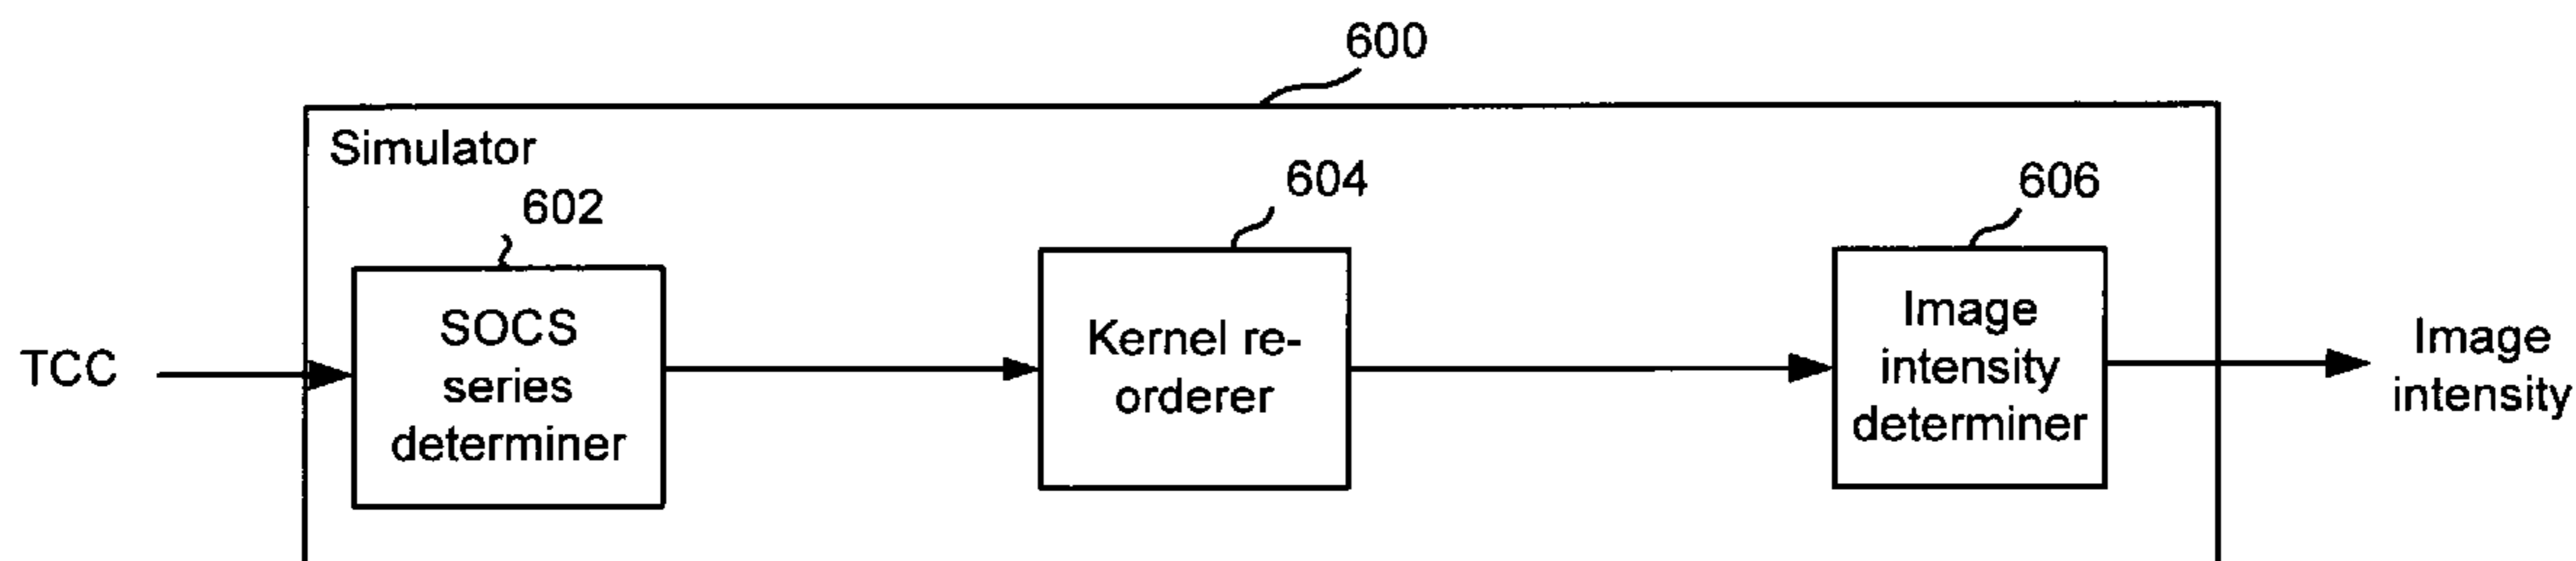 600
Simulator
602
604
606
TCC
SOCS
series
determiner
Kernel re-
orderer
Image
intensity
determiner
Image
intensity